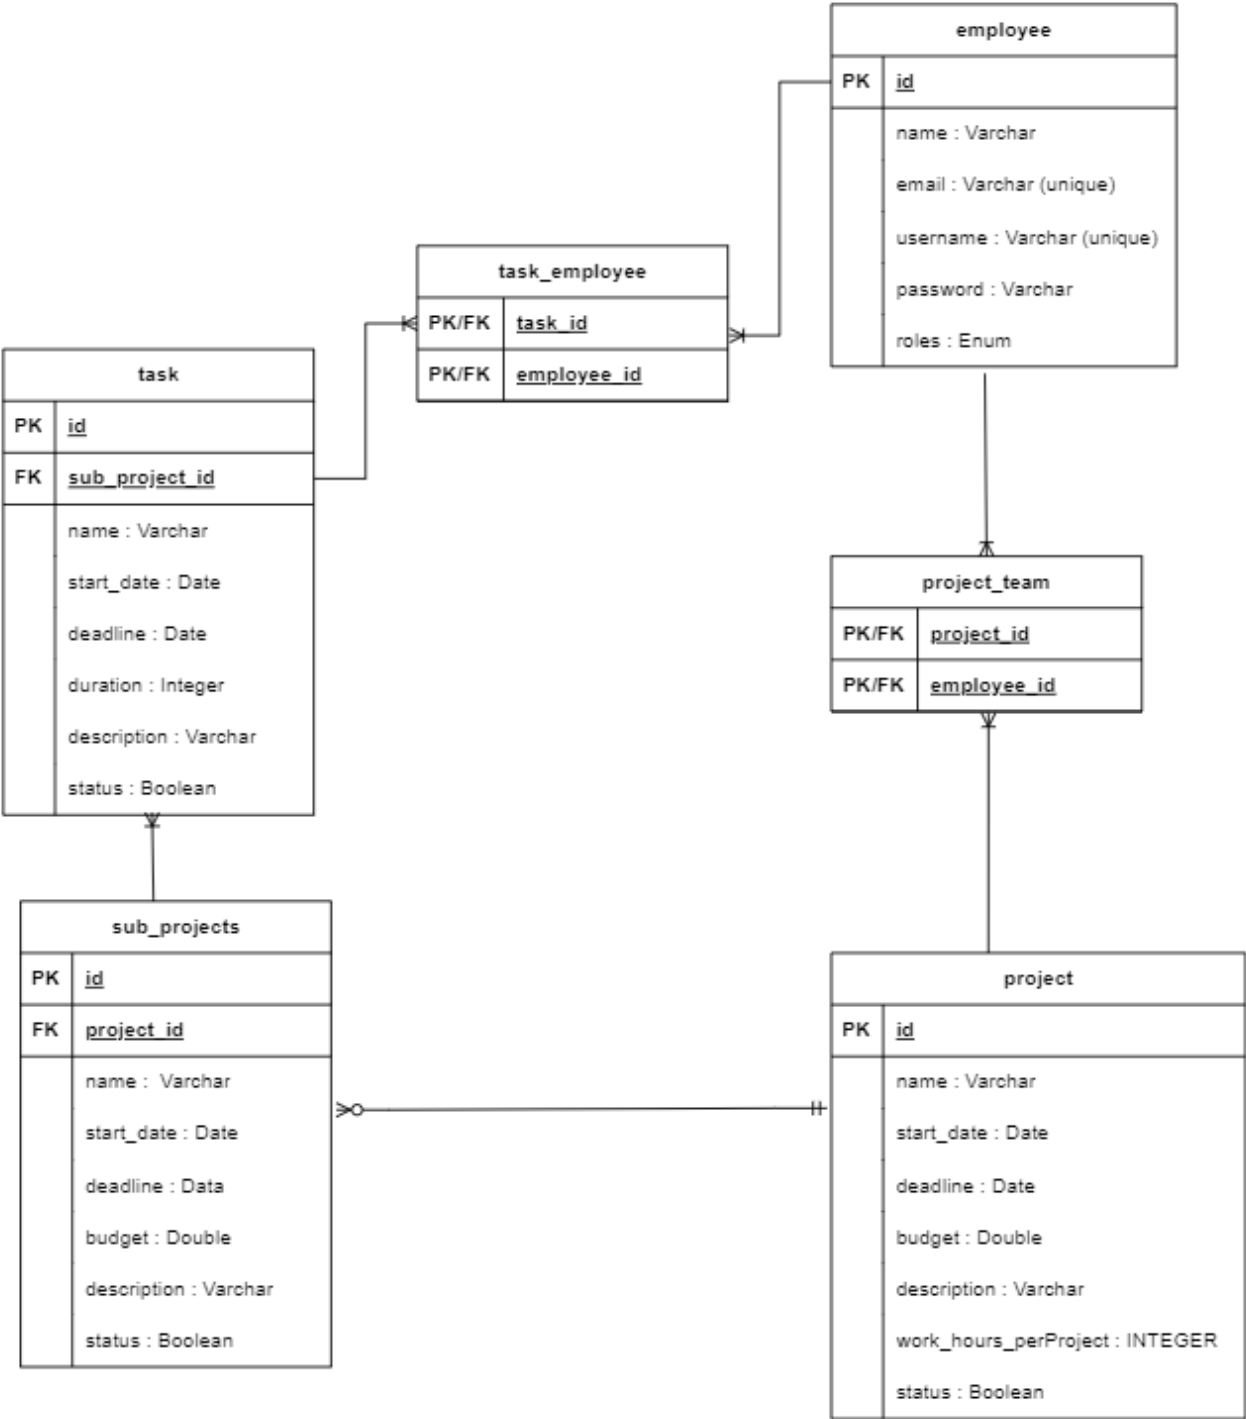 employee
PK id
name : Varchar
email : Varchar (unique)
username : Varchar (unique)
password : Varchar
roles : Enum
task_employee
PK/FK task_id
PK/FK employee_id
task
PK id
FK sub_project_id
name : Varchar
start_date : Date
deadline : Date
duration : Integer
description : Varchar
status : Boolean
project_team
PK/FK project_id
PK/FK employee_id
sub_projects
PK id
FK project_id
name :  Varchar
start_date : Date
deadline : Data
budget : Double
description : Varchar
status : Boolean
project
PK id
name : Varchar
start_date : Date
deadline : Date
budget : Double
description : Varchar
work_hours_perProject : INTEGER
status : Boolean